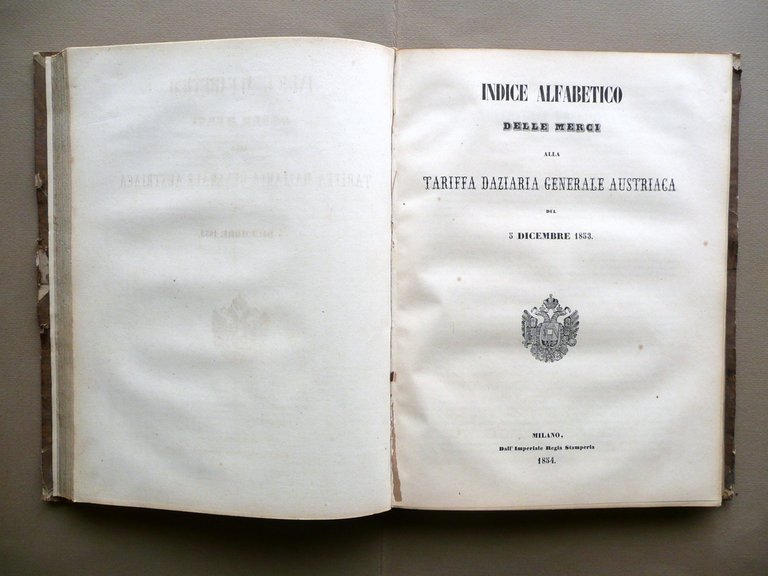 INDICE ALFABETICO
DELLE MERCI
ALLA
TARIFFA DAZIARIA GENERALE AUSTRIACA
DEL
5 DICEMBRE 1853.
MILANO,
Dall' Imperiale Regia Stamperia
1854.